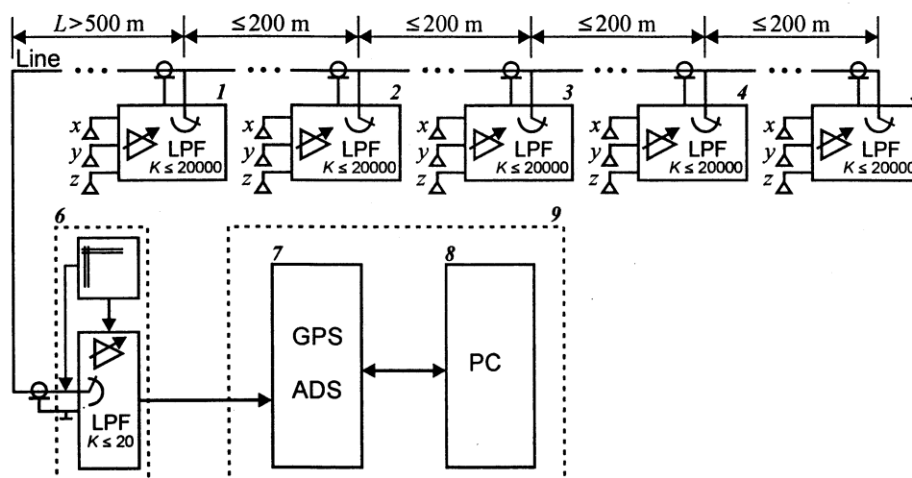 L>500 m ≤200 m ≤200 m ≤200 m ≤200 m
Line
1 2 3 4
x x x x x
y LPF y LPF y LPF y LPF y LPF
K ≤ 20000 K ≤ 20000 K ≤ 20000 K ≤ 20000 K ≤ 20000
z z z z z
6 9
7 8
GPS
ADS
PC
LPF
K ≤ 20